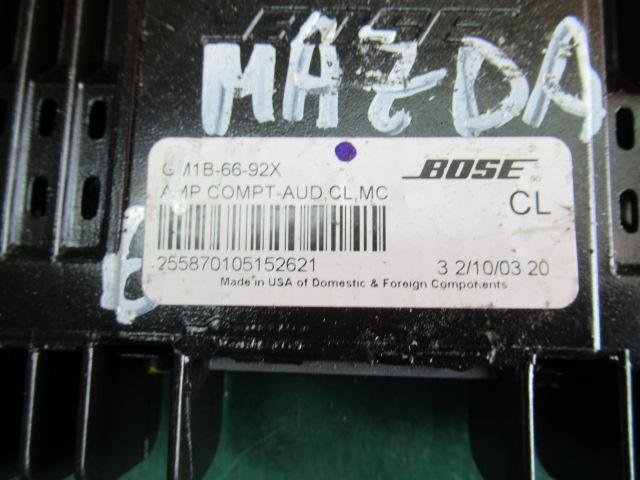 BOSE
MAZDA
GM1B-66-92X
BOSE
AMP COMPT-AUD,CL,MC
CL
255870105152621
3 2/10/03 20
Made in USA of Domestic & Foreign Components